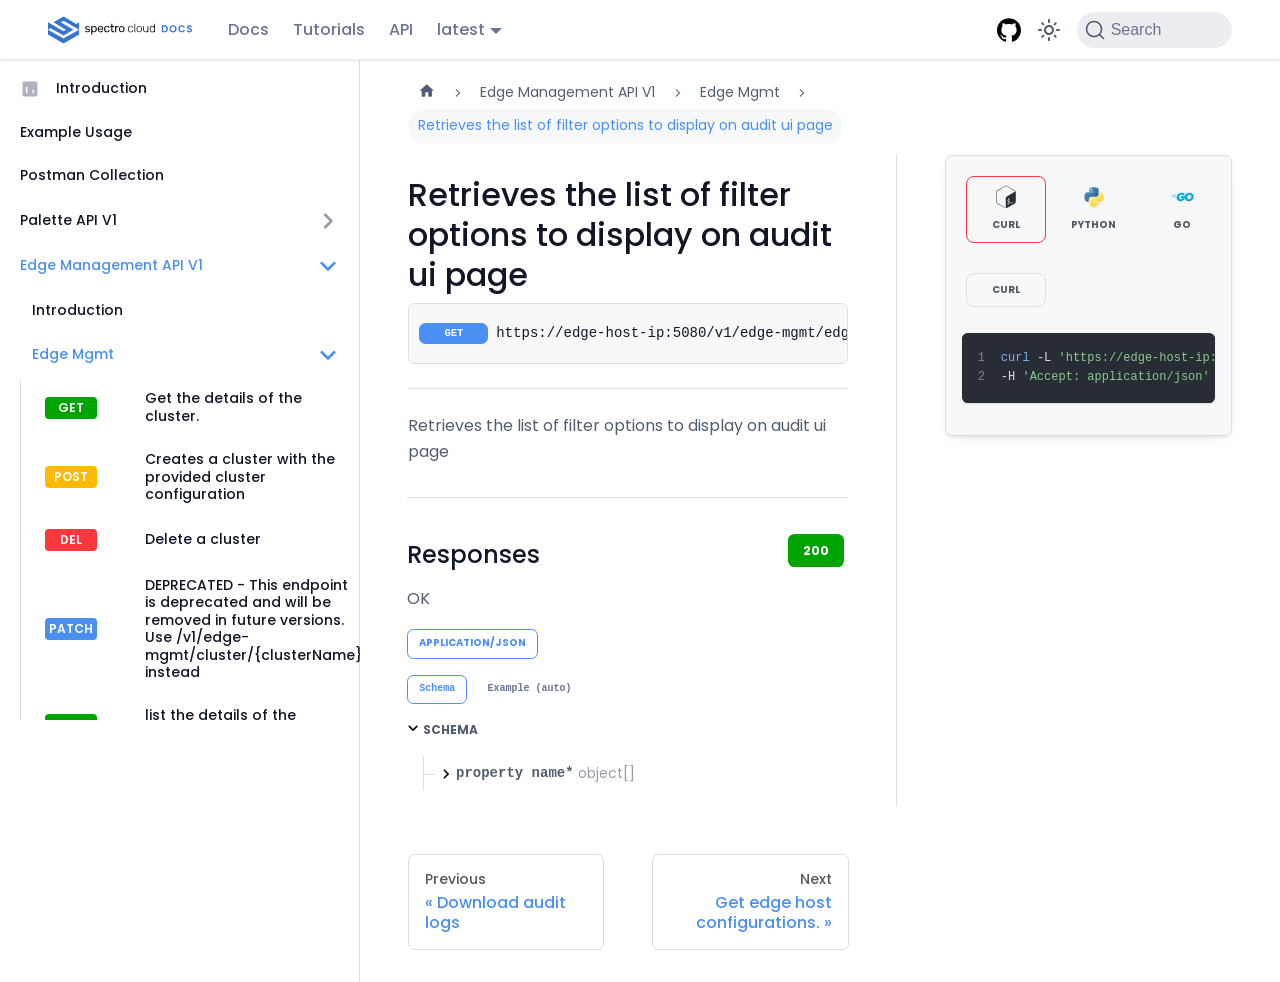 spectro cloud DOCS
Docs
Tutorials
API
latest
Search
Introduction
Example Usage
Postman Collection
Palette API V1
Edge Management API V1
Introduction
Edge Mgmt
GET
Get the details of the
cluster.
POST
Creates a cluster with the
provided cluster
configuration
DEL
Delete a cluster
PATCH
DEPRECATED - This endpoint
is deprecated and will be
removed in future versions.
Use /v1/edge-
mgmt/cluster/{clusterName}
instead
list the details of the
Edge Management API V1
Edge Mgmt
Retrieves the list of filter options to display on audit ui page
Retrieves the list of filter
options to display on audit
ui page
GET
https://edge-host-ip:5080/v1/edge-mgmt/edg
Retrieves the list of filter options to display on audit ui
page
Responses
200
OK
APPLICATION/JSON
Schema
Example (auto)
SCHEMA
property name* object[]
Previous
« Download audit
logs
Next
Get edge host
configurations. »
CURL
PYTHON
GO
CURL
1 curl -L 'https://edge-host-ip:
2 -H 'Accept: application/json'